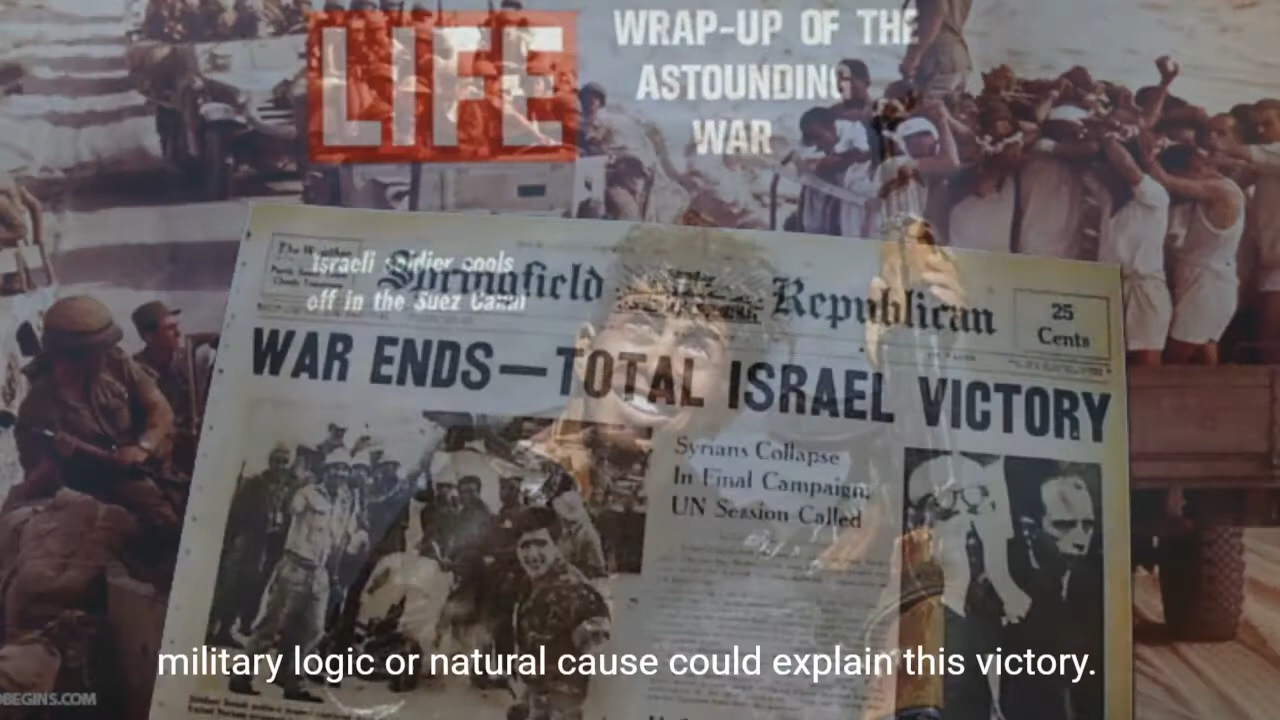 LIFE
WRAP-UP OF THE
ASTOUNDING
WAR
Israeli soldier cools
off in the Suez Canal
Springfield Republican
25
Cents
WAR ENDS—TOTAL ISRAEL VICTORY
Syrians Collapse
In Final Campaign;
UN Session Called
military logic or natural cause could explain this victory.
BEGINS.COM